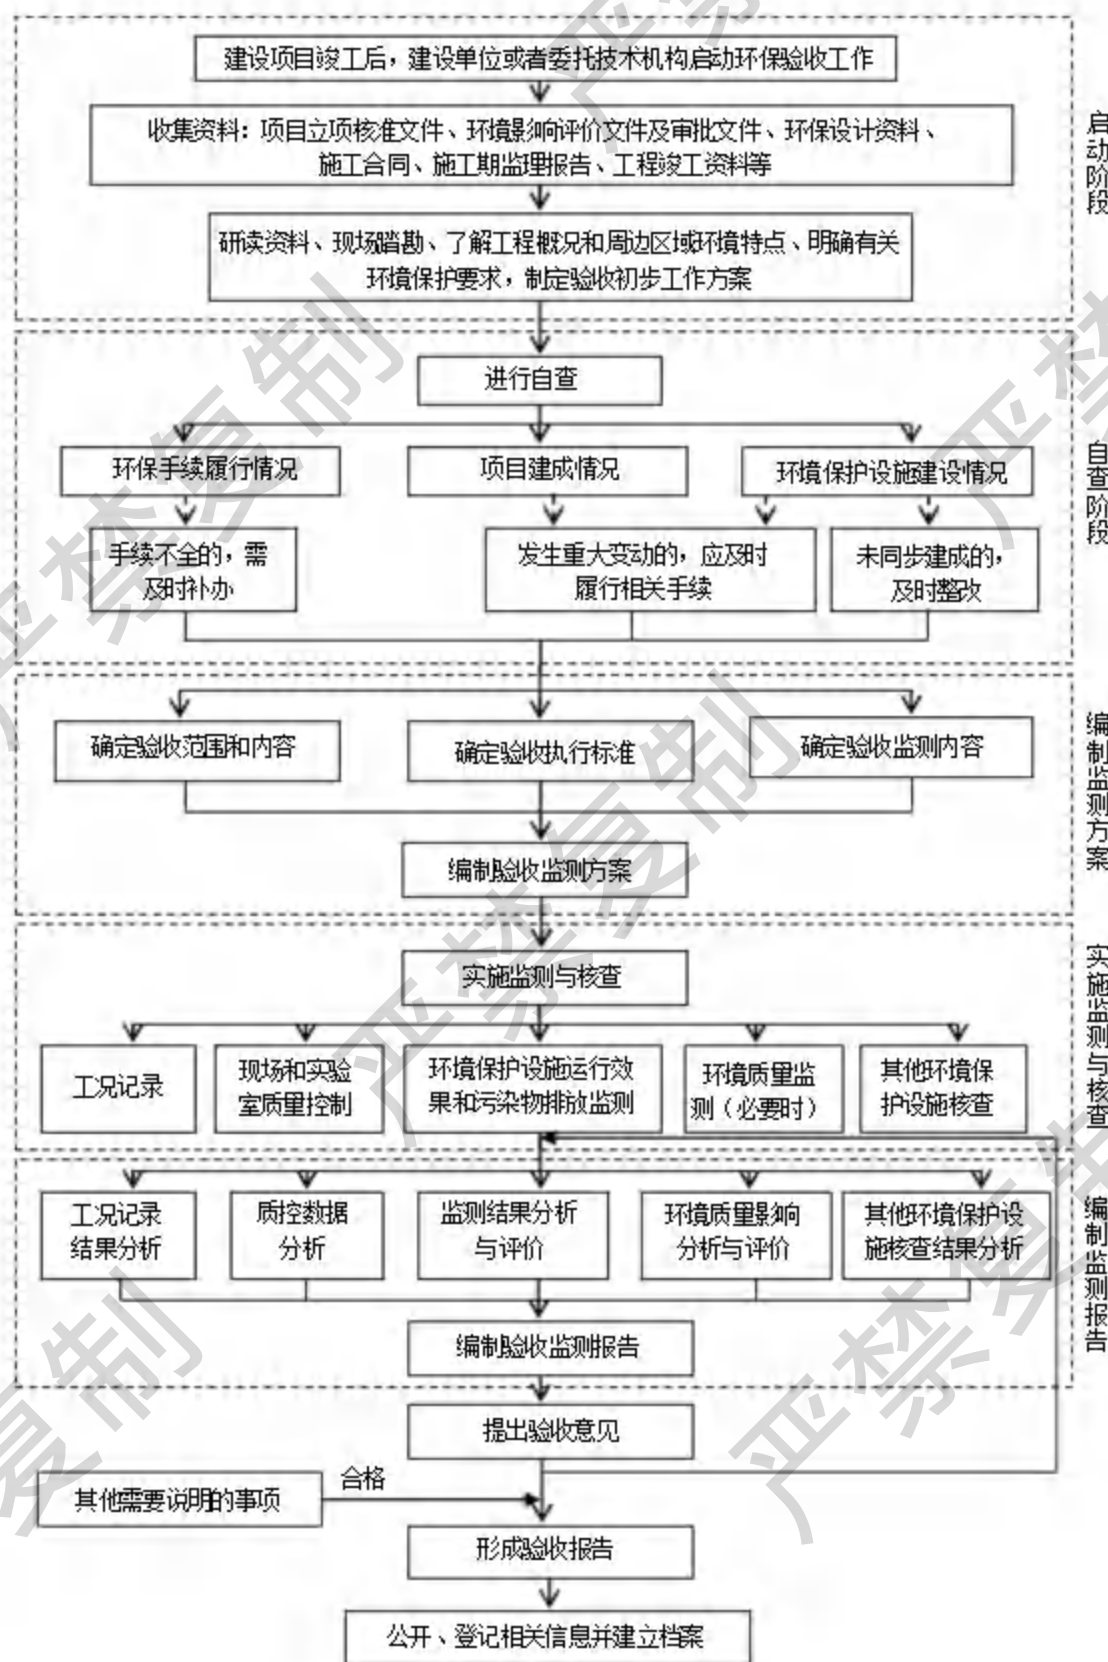 建设项目竣工后，建设单位或者委托技术机构启动环保验收工作
收集资料：项目立项核准文件、环境影响评价文件及审批文件、环保设计资料、
施工合同、施工期监理报告、工程竣工资料等
研读资料、现场踏勘、了解工程概况和周边区域环境特点、明确有关
环境保护要求，制定验收初步工作方案
启动阶段
进行自查
环保手续履行情况
项目建成情况
环境保护设施建设情况
手续不全的，需
及时补办
发生重大变动的，应及时
履行相关手续
未同步建成的，
及时整改
自查阶段
确定验收范围和内容
确定验收执行标准
确定验收监测内容
编制验收监测方案
编制监测方案
实施监测与核查
工况记录
现场和实验
室质量控制
环境保护设施运行效
果和污染物排放监测
环境质量监
测（必要时）
其他环境保
护设施核查
实施监测与核查
工况记录
结果分析
质控数据
分析
监测结果分析
与评价
环境质量影响
分析与评价
其他环境保护设
施核查结果分析
编制验收监测报告
编制监测报告
提出验收意见
其他需要说明的事项
合格
形成验收报告
公开、登记相关信息并建立档案
严禁复制
严禁复制
严禁复制
严禁复制
复制
严禁